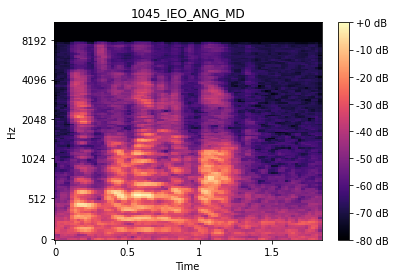 1045_IEO_ANG_MD
+0 dB
8192
-10 dB
4096
-20 dB
-30 dB
2048
Hz
-40 dB
1024
-50 dB
512
-60 dB
-70 dB
0
-80 dB
0
0.5
1
1.5
Time